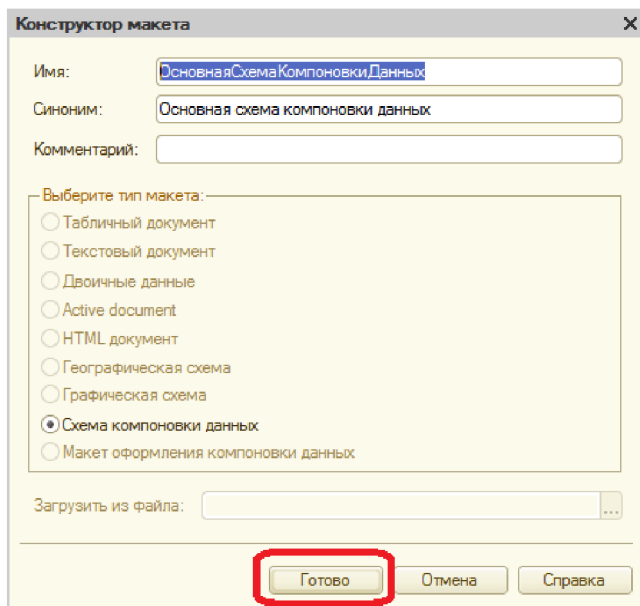 Конструктор макета
Имя: ОсновнаяСхемаКомпоновкиДанных
Синоним: Основная схема компоновки данных
Комментарий:
Выберите тип макета:
Табличный документ
Текстовый документ
Двоичные данные
Active document
HTML документ
Географическая схема
Графическая схема
Схема компоновки данных
Макет оформления компоновки данных
Загрузить из файла: ...
Готово Отмена Справка